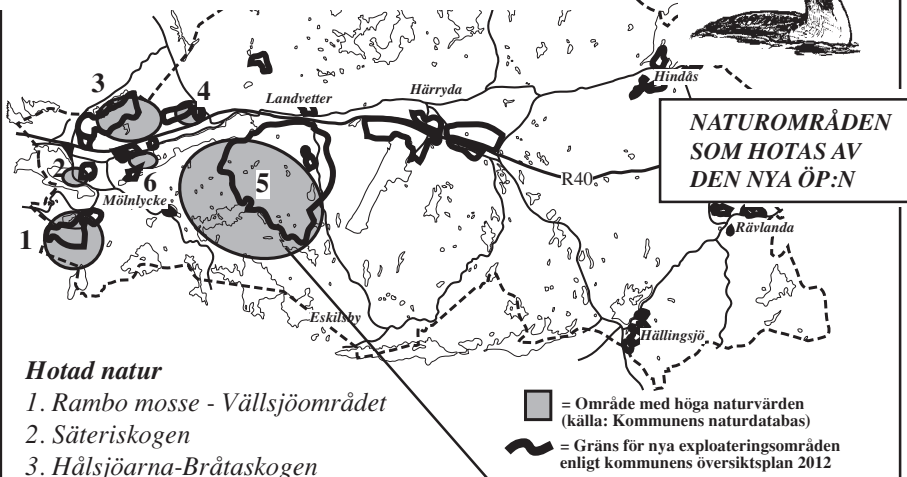 3
4
Landvetter
Härryda
Hindås
NATUROMRÅDEN
SOM HOTAS AV
DEN NYA ÖP:N
2
6
5
R40
Mölnlycke
1
Rävlanda
Eskilsby
Hällingsjö
Hotad natur
1. Rambo mosse - Vällsjöområdet
2. Säteriskogen
3. Hålsjöarna-Bråtaskogen
= Område med höga naturvärden
(källa: Kommunens naturdatabas)
= Gräns för nya exploateringsområden
enligt kommunens översiktsplan 2012